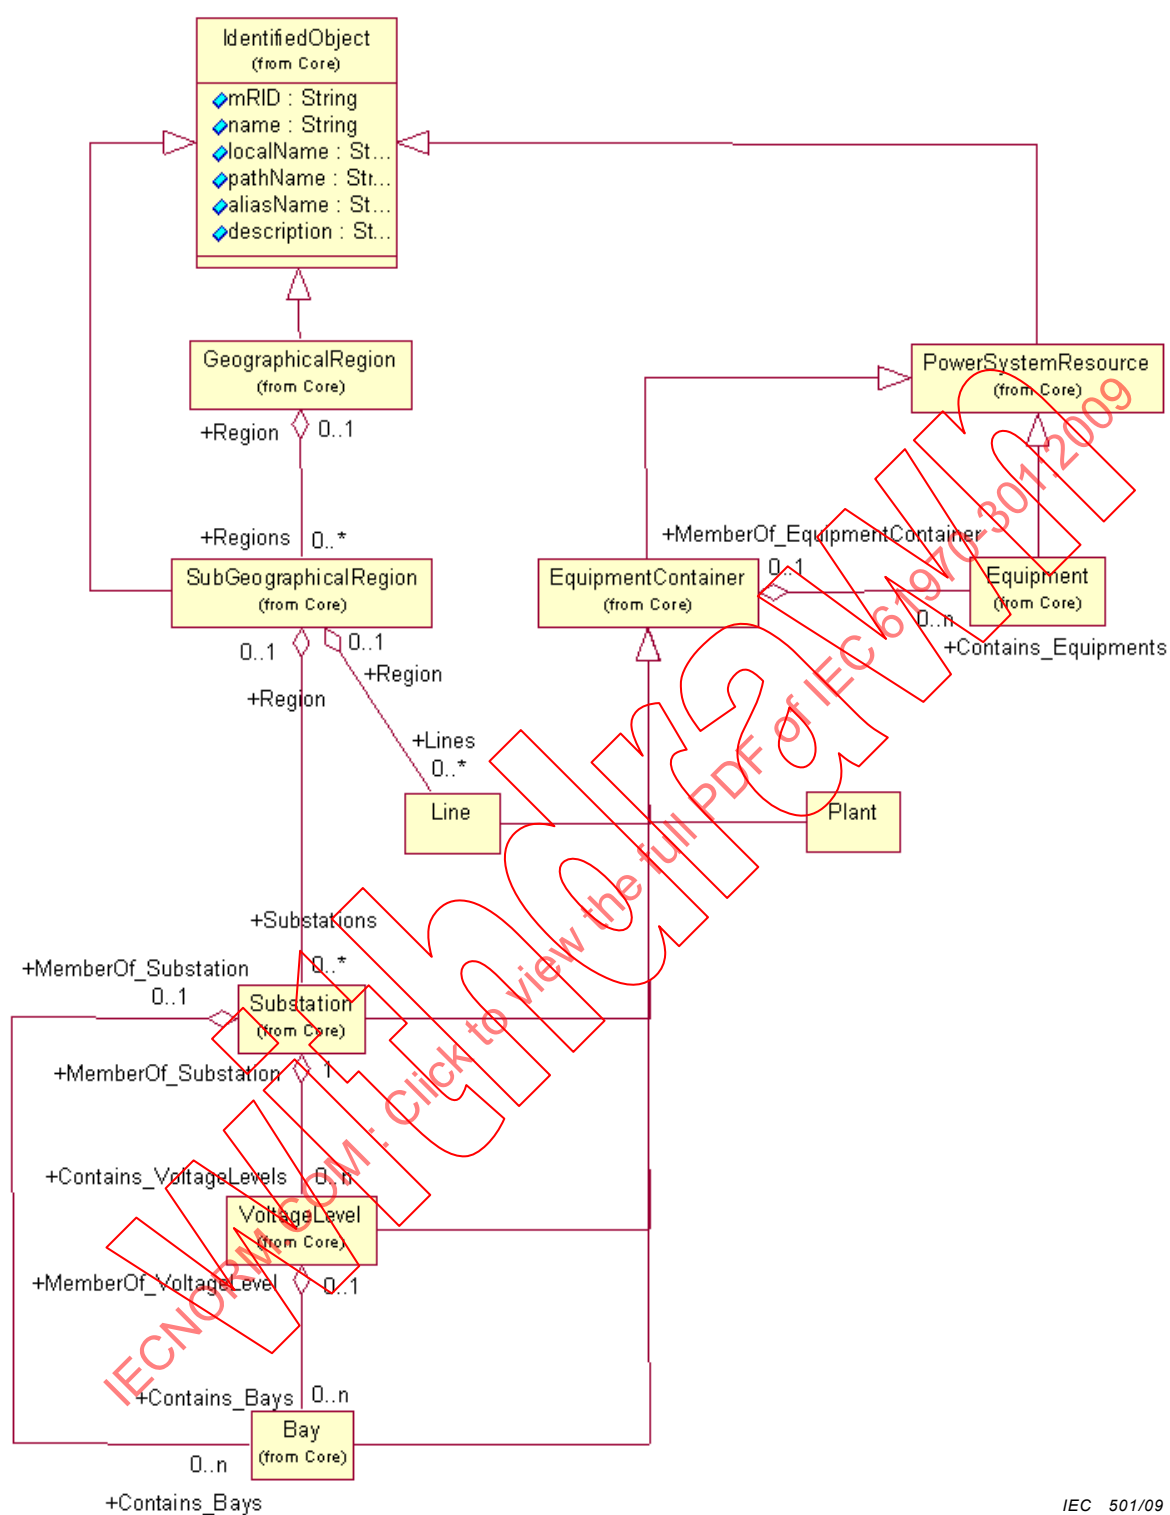 IdentifiedObject
(from Core)
mRID : String
name : String
localName : St...
pathName : Str...
aliasName : St...
description : St...
GeographicalRegion
(from Core)
PowerSystemResource
(from Core)
+Region
0..1
+Regions
0..*
+MemberOf_EquipmentContainer
0..1
SubGeographicalRegion
(from Core)
EquipmentContainer
(from Core)
Equipment
(from Core)
0..n
+Contains_Equipments
0..1
0..1
+Region
+Region
+Lines
0..*
Line
Plant
+Substations
0..*
+MemberOf_Substation
0..1
Substation
(from Core)
+MemberOf_Substation
1
+Contains_VoltageLevels
0..n
VoltageLevel
(from Core)
+MemberOf_VoltageLevel
0..1
+Contains_Bays
0..n
Bay
(from Core)
0..n
+Contains_Bays
IEC 501/09
Withdrawn
IECNORM.COM : Click to view the full PDF of IEC 61970-301:2009